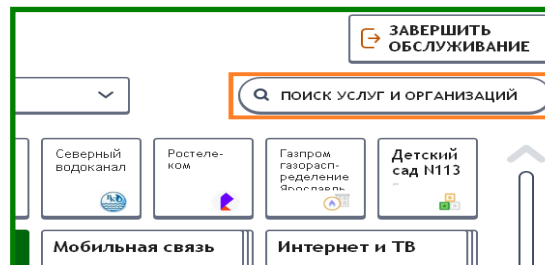 ЗАВЕРШИТЬ
ОБСЛУЖИВАНИЕ
ПОИСК УСЛУГ И ОРГАНИЗАЦИЙ
Северный
водоканал
Ростеле-
ком
Газпром
газорасп-
ределение
Ярославль
Детский
сад N113
Мобильная связь
Интернет и ТВ